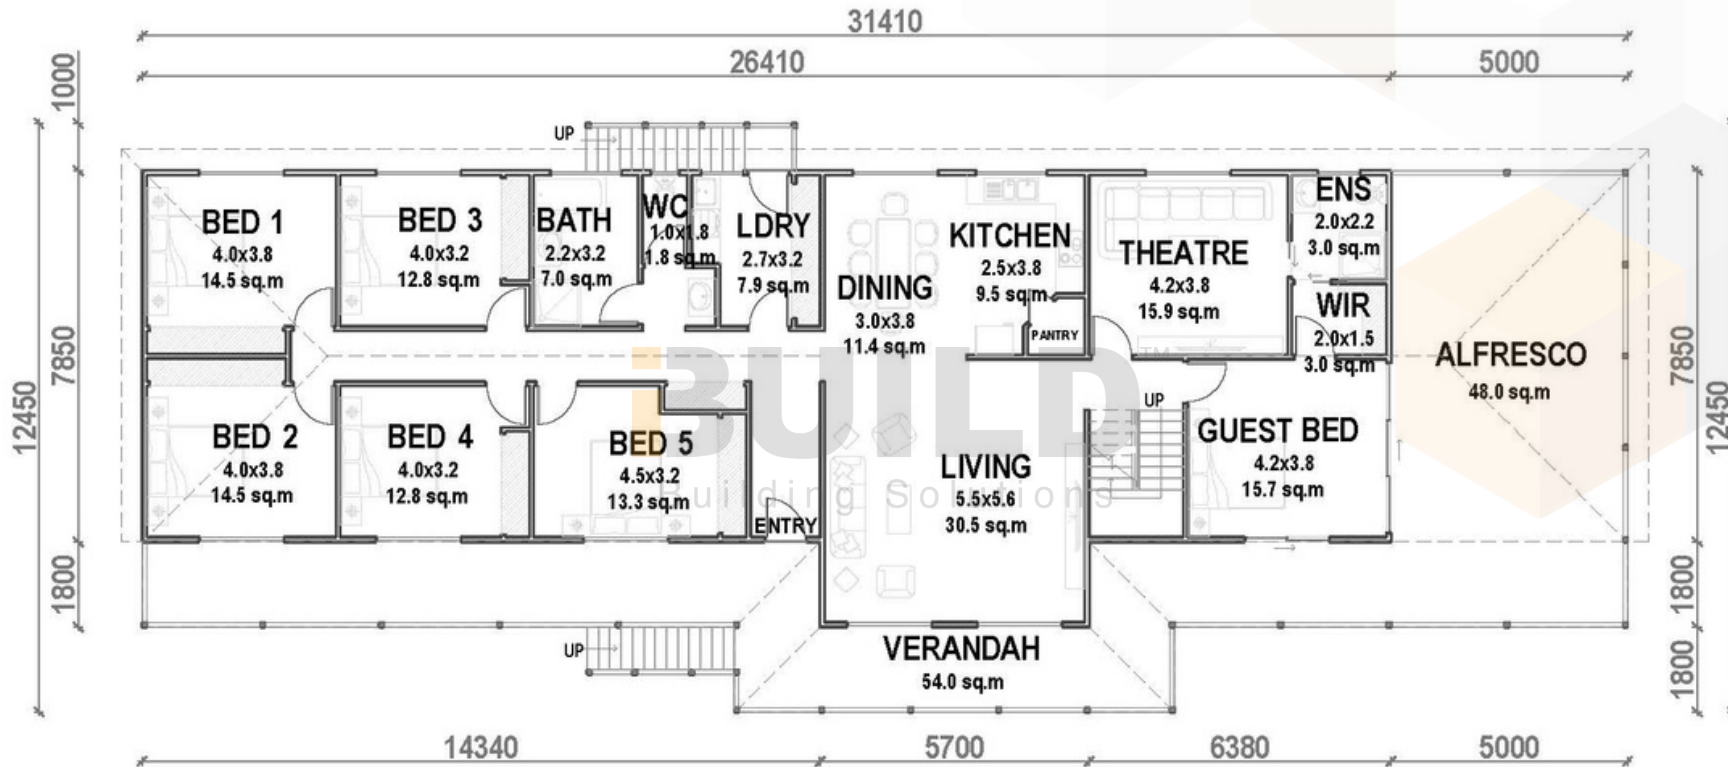 31410
26410
5000
1000
7850
1800
12450
UP
BED 1
4.0x3.8
14.5 sq.m
BED 3
4.0x3.2
12.8 sq.m
BATH
2.2x3.2
7.0 sq.m
WC
1.0x1.8
1.8 sq.m
LDRY
2.7x3.2
7.9 sq.m
DINING
3.0x3.8
11.4 sq.m
KITCHEN
2.5x3.8
9.5 sq.m
PANTRY
THEATRE
4.2x3.8
15.9 sq.m
ENS
2.0x2.2
3.0 sq.m
WIR
2.0x1.5
3.0 sq.m
ALFRESCO
48.0 sq.m
BED 2
4.0x3.8
14.5 sq.m
BED 4
4.0x3.2
12.8 sq.m
BED 5
4.5x3.2
13.3 sq.m
ENTRY
LIVING
5.5x5.6
30.5 sq.m
UP
GUEST BED
4.2x3.8
15.7 sq.m
iBUILD™
Building Solutions
UP
VERANDAH
54.0 sq.m
7850
1800
1800
12450
14340
5700
6380
5000